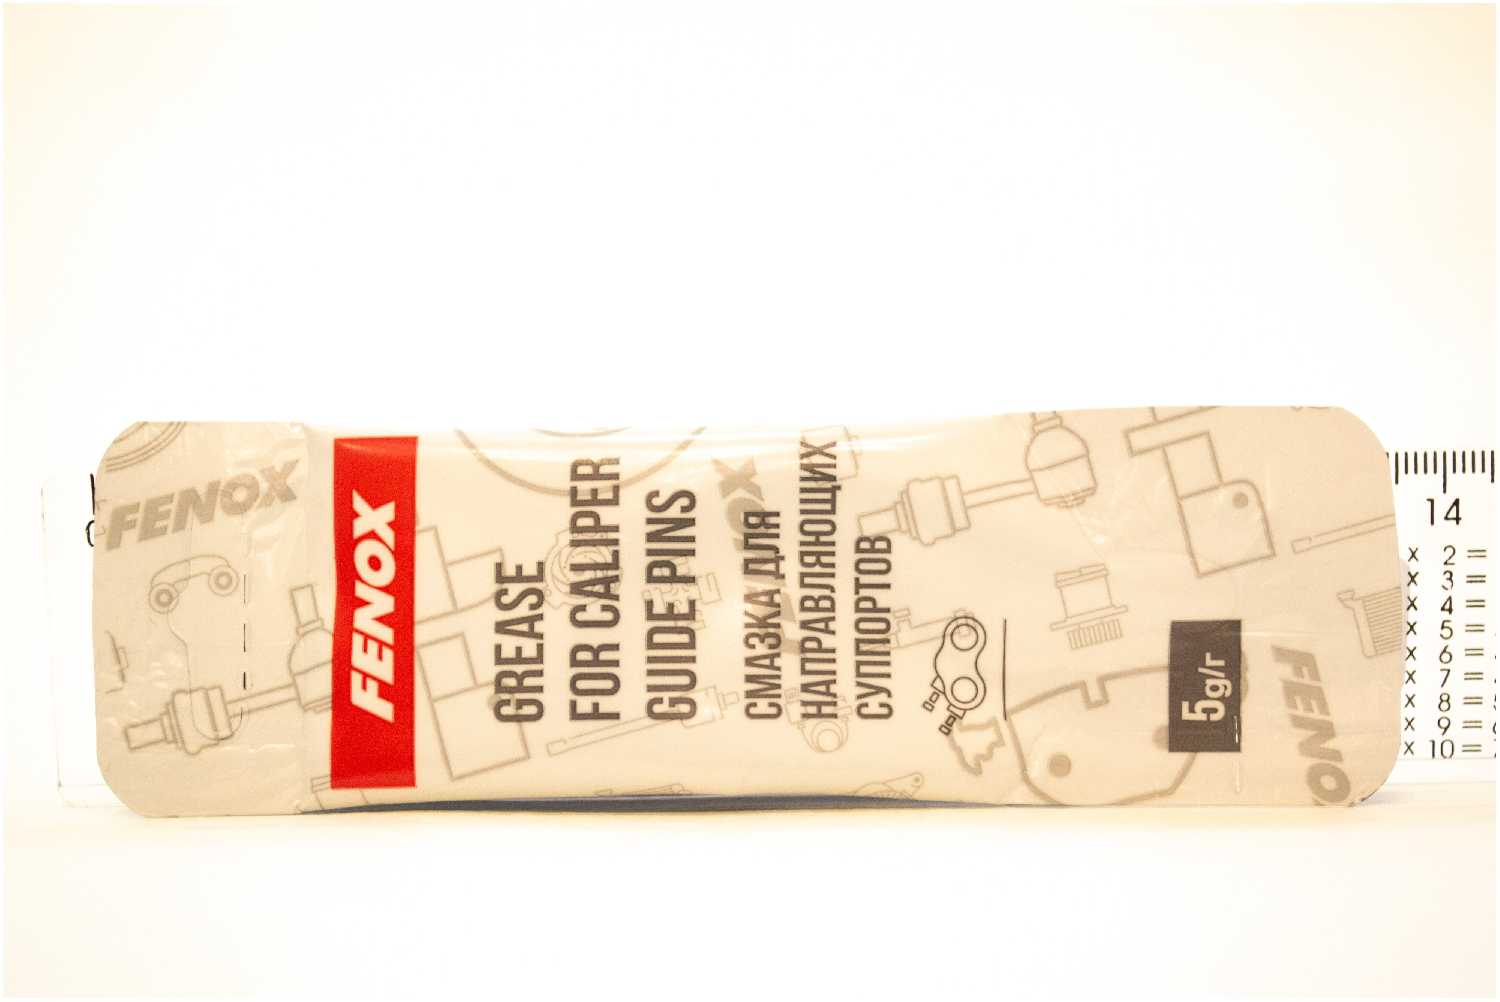 FENOX
FENOX
GREASE
FOR CALIPER
GUIDE PINS
СМАЗКА ДЛЯ
НАПРАВЛЯЮЩИХ
СУППОРТОВ
5g/г
FENO
14
x 2 =
x 3 =
x 4 =
x 5 =
x 6 =
x 7 =
x 8 =
x 9 =
x 10 =